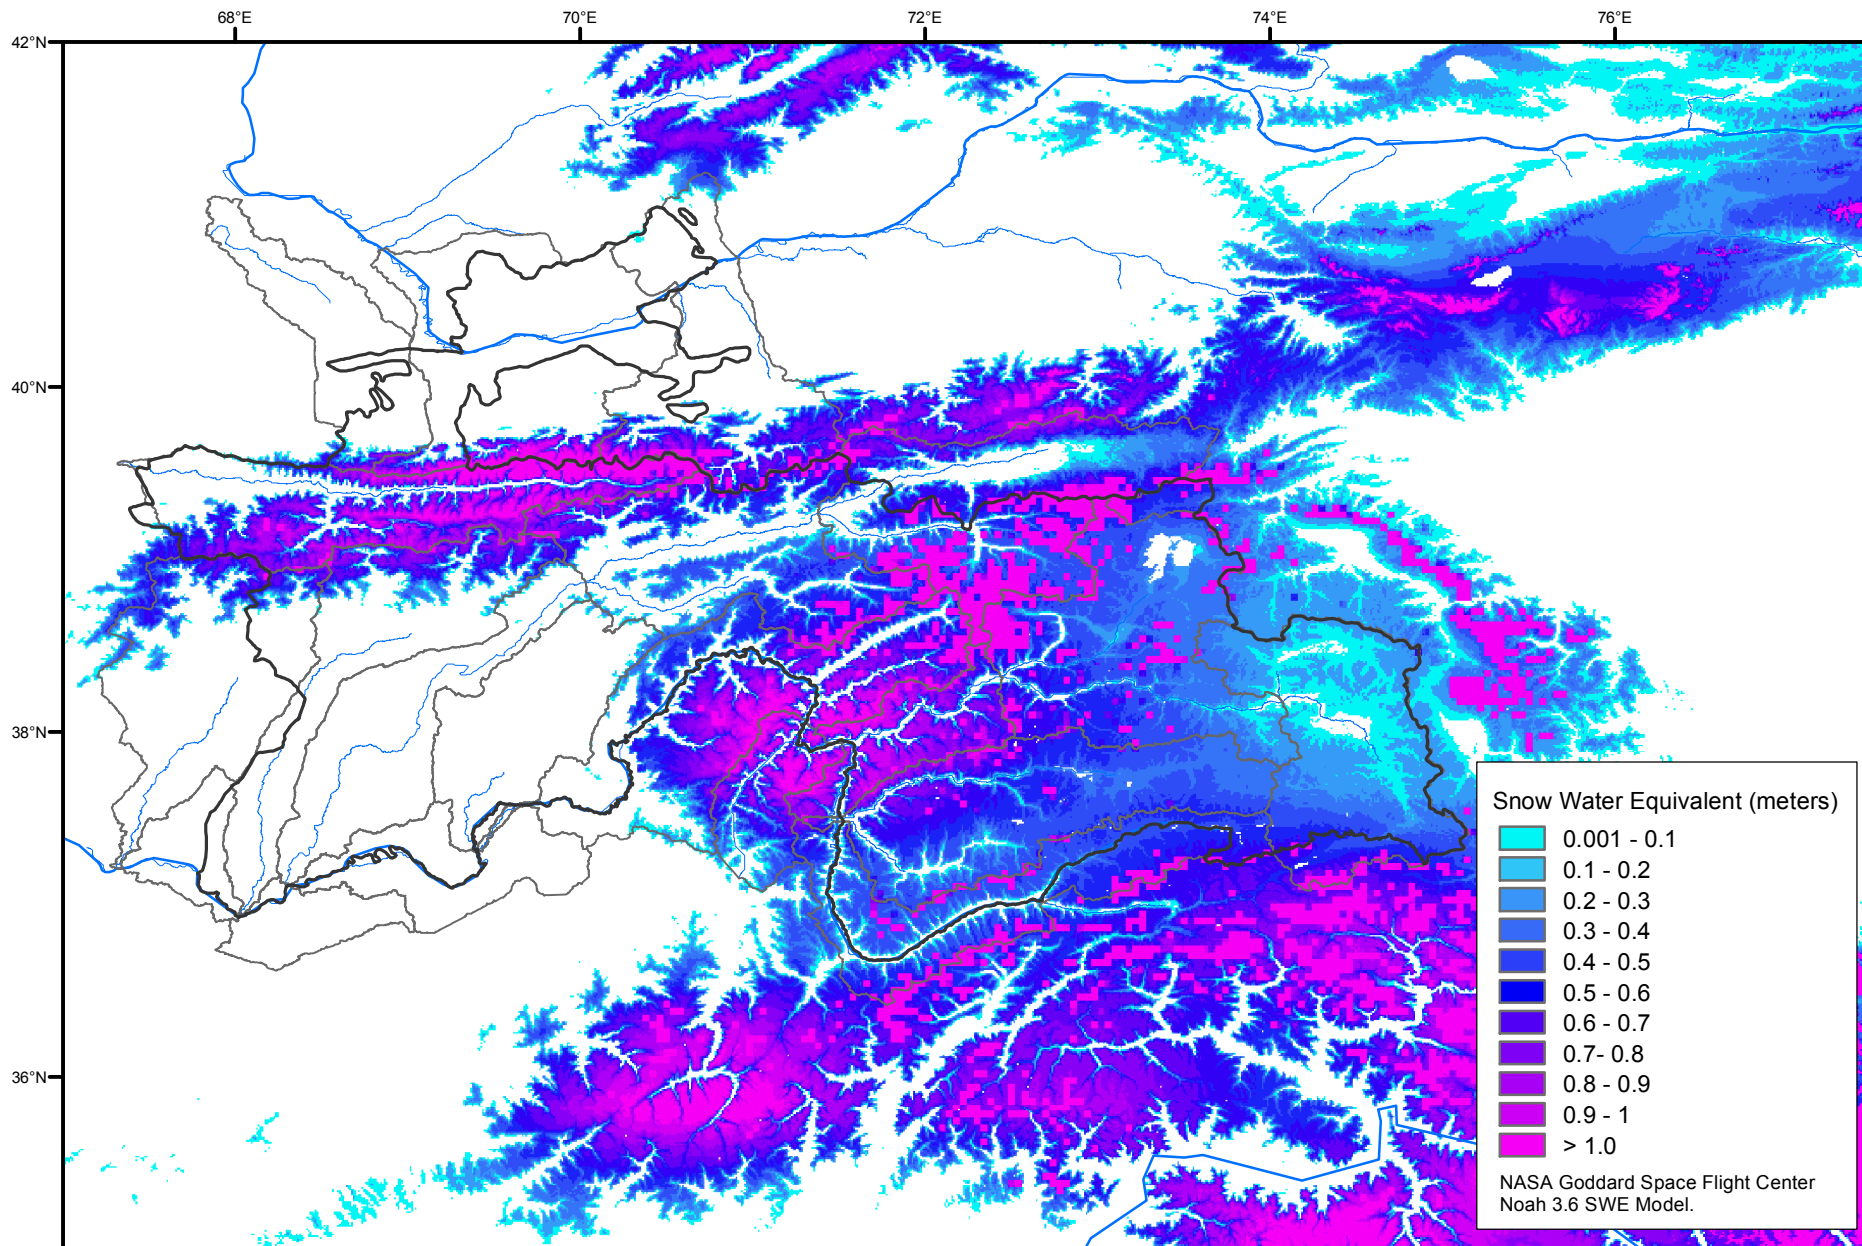 68°E
70°E
72°E
74°E
76°E
42°N
40°N
38°N
36°N
Snow Water Equivalent (meters)
0.001 - 0.1
0.1 - 0.2
0.2 - 0.3
0.3 - 0.4
0.4 - 0.5
0.5 - 0.6
0.6 - 0.7
0.7- 0.8
0.8 - 0.9
0.9 - 1
> 1.0
NASA Goddard Space Flight Center
Noah 3.6 SWE Model.